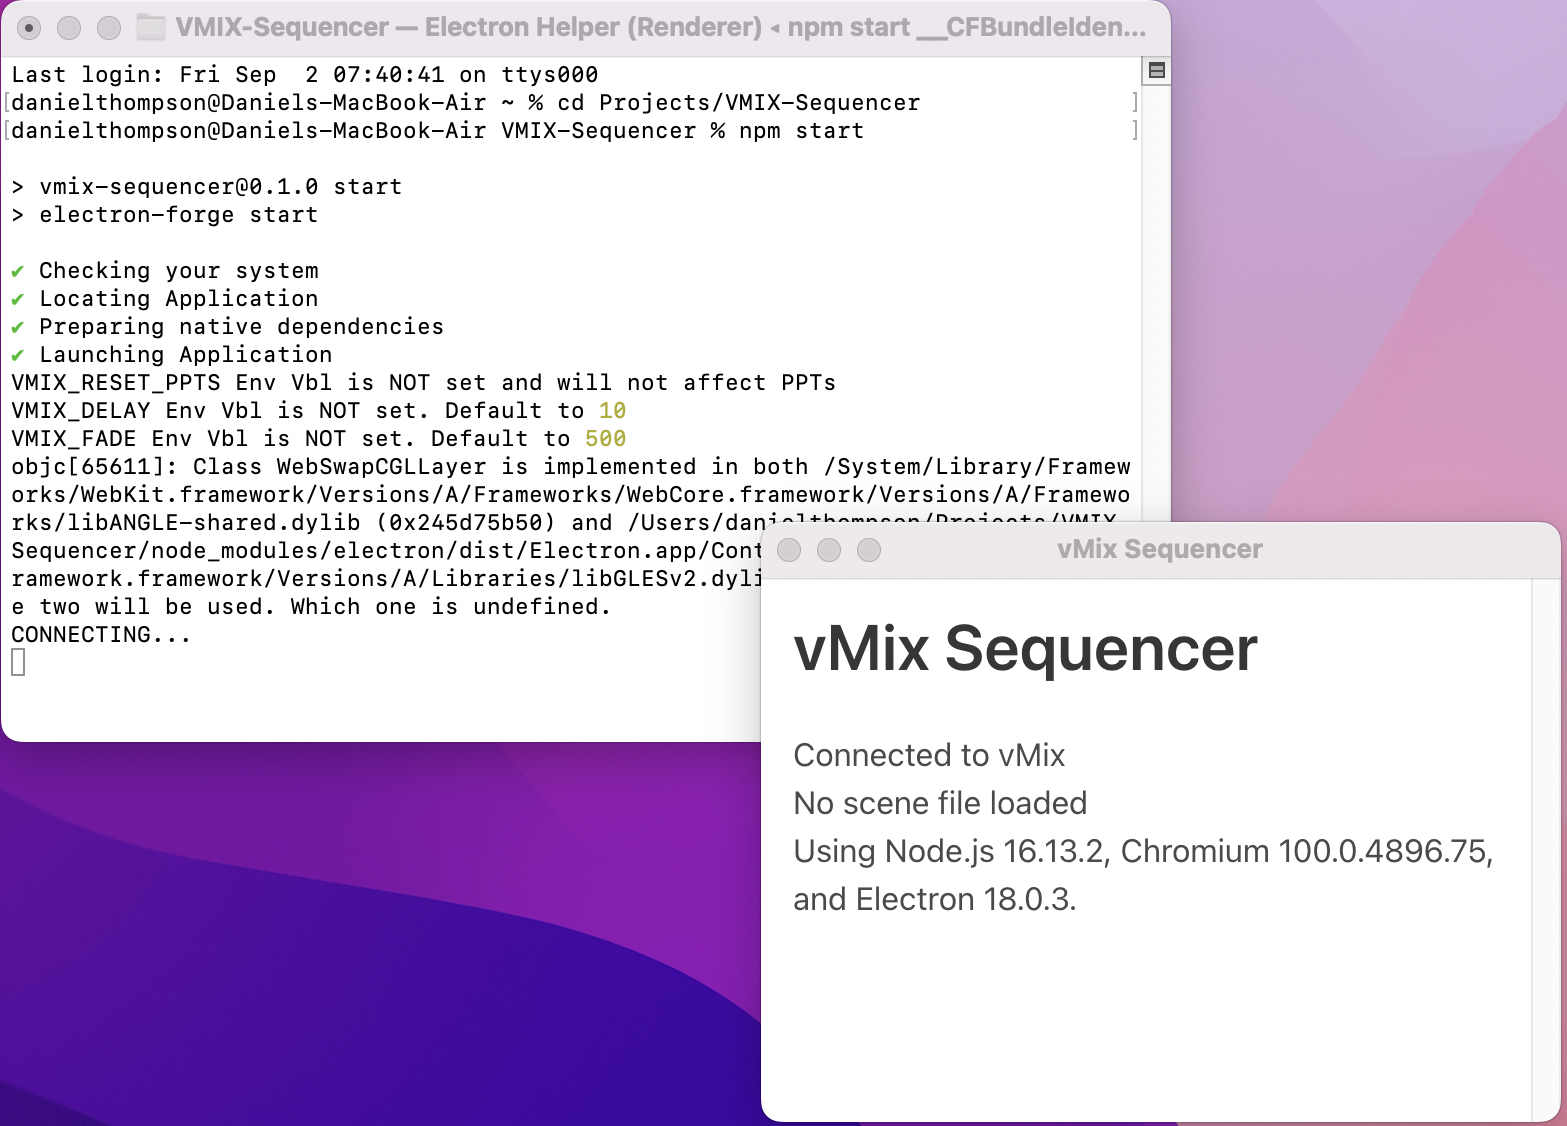 VMIX-Sequencer — Electron Helper (Renderer) ◂ npm start __CFBundleIden...
Last login: Fri Sep  2 07:40:41 on ttys000
[danielthompson@Daniels-MacBook-Air ~ % cd Projects/VMIX-Sequencer ]
[danielthompson@Daniels-MacBook-Air VMIX-Sequencer % npm start ]
> vmix-sequencer@0.1.0 start
> electron-forge start
✔ Checking your system
✔ Locating Application
✔ Preparing native dependencies
✔ Launching Application
VMIX_RESET_PPTS Env Vbl is NOT set and will not affect PPTs
VMIX_DELAY Env Vbl is NOT set. Default to 10
VMIX_FADE Env Vbl is NOT set. Default to 500
objc[65611]: Class WebSwapCGLLayer is implemented in both /System/Library/Framew
orks/WebKit.framework/Versions/A/Frameworks/WebCore.framework/Versions/A/Framewo
rks/libANGLE-shared.dylib (0x245d75b50) and /Users/danielthompson/Projects/VMIX
Sequencer/node_modules/electron/dist/Electron.app/Cont
ramework.framework/Versions/A/Libraries/libGLESv2.dyli
e two will be used. Which one is undefined.
CONNECTING...
vMix Sequencer
vMix Sequencer
Connected to vMix
No scene file loaded
Using Node.js 16.13.2, Chromium 100.0.4896.75,
and Electron 18.0.3.